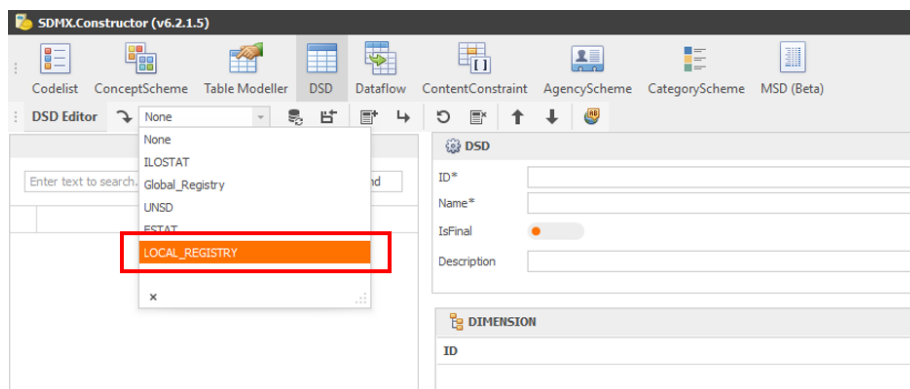 SDMX.Constructor (v6.2.1.5)
Codelist ConceptScheme Table Modeller DSD Dataflow ContentConstraint AgencyScheme CategoryScheme MSD (Beta)
DSD Editor None
None
ILOSTAT
Global_Registry
UNSD
ESTAT
LOCAL_REGISTRY
Enter text to search.
DSD
ID*
Name*
IsFinal
Description
DIMENSION
ID